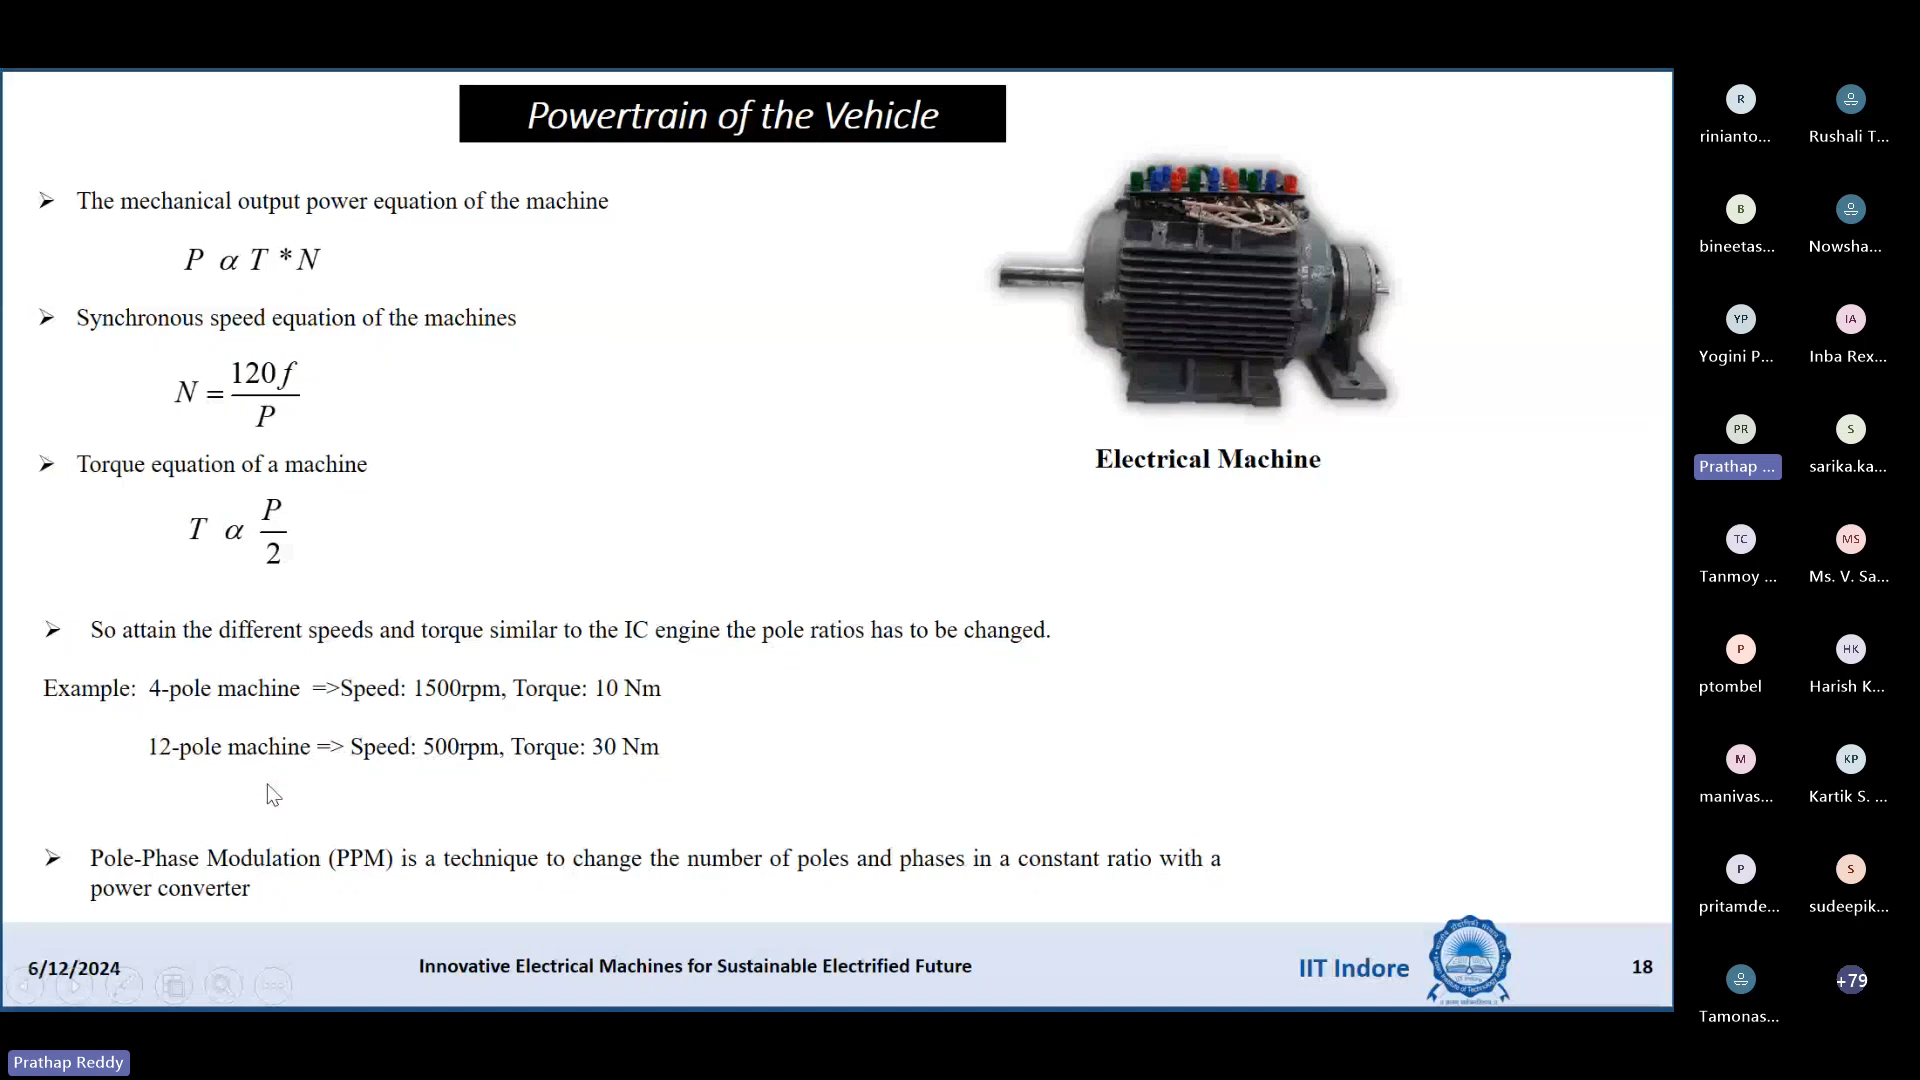 Powertrain of the Vehicle
➢ The mechanical output power equation of the machine
P α T * N
➢ Synchronous speed equation of the machines
N = 120 f / P
➢ Torque equation of a machine
T α P / 2
Electrical Machine
➢ So attain the different speeds and torque similar to the IC engine the pole ratios has to be changed.
Example: 4-pole machine =>Speed: 1500rpm, Torque: 10 Nm
12-pole machine => Speed: 500rpm, Torque: 30 Nm
➢ Pole-Phase Modulation (PPM) is a technique to change the number of poles and phases in a constant ratio with a
power converter
6/12/2024
Innovative Electrical Machines for Sustainable Electrified Future
IIT Indore
18
R
rinianto...
Rushali T...
B
bineetas...
Nowsha...
YP
Yogini P...
IA
Inba Rex...
PR
Prathap ...
S
sarika.ka...
TC
Tanmoy ...
MS
Ms. V. Sa...
P
ptombel
HK
Harish K...
M
manivas...
KP
Kartik S. ...
P
pritamde...
S
sudeepik...
Tamonas...
+79
Prathap Reddy